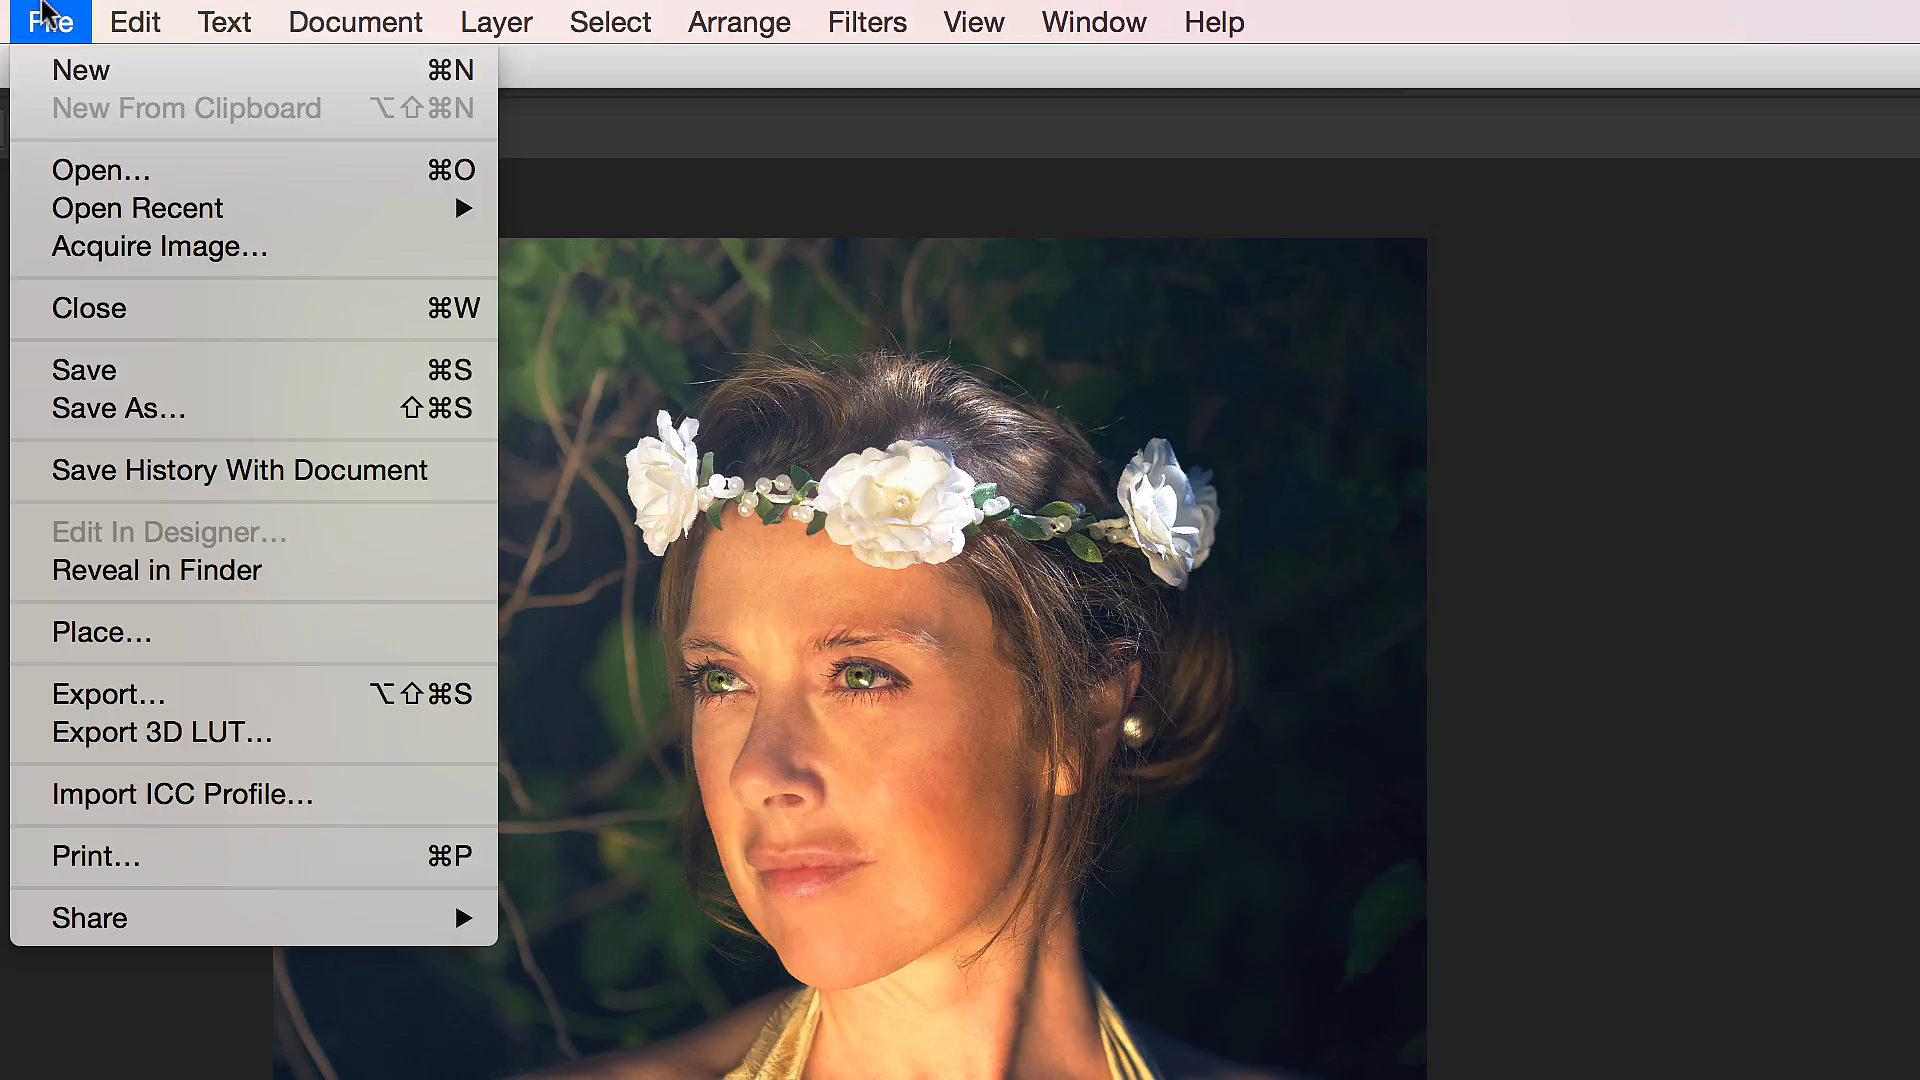 File Edit Text Document Layer Select Arrange Filters View Window Help
New ⌘N
New From Clipboard ⌥⇧⌘N
Open… ⌘O
Open Recent ▶
Acquire Image…
Close ⌘W
Save ⌘S
Save As… ⇧⌘S
Save History With Document
Edit In Designer…
Reveal in Finder
Place…
Export… ⌥⇧⌘S
Export 3D LUT…
Import ICC Profile…
Print… ⌘P
Share ▶